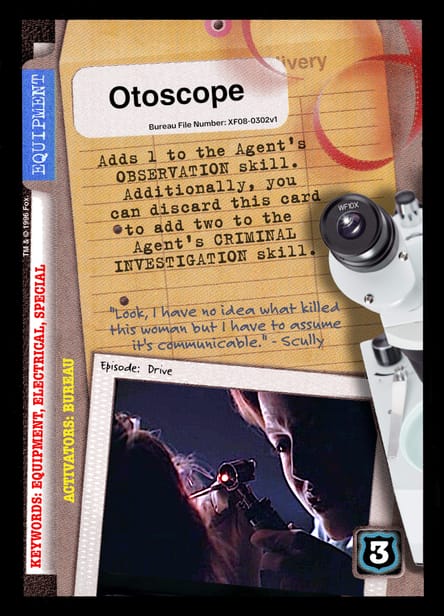 EQUIPMENT
TM & © 1996 Fox.
KEYWORDS: EQUIPMENT, ELECTRICAL, SPECIAL
ACTIVATORS: BUREAU
Otoscope
Bureau File Number: XF08-0302v1
Adds 1 to the Agent's
OBSERVATION skill.
Additionally, you
can discard this card
to add two to the
Agent's CRIMINAL
INVESTIGATION skill.
"Look, I have no idea what killed
this woman but I have to assume
it's communicable." - Scully
Episode: Drive
WF10X
3